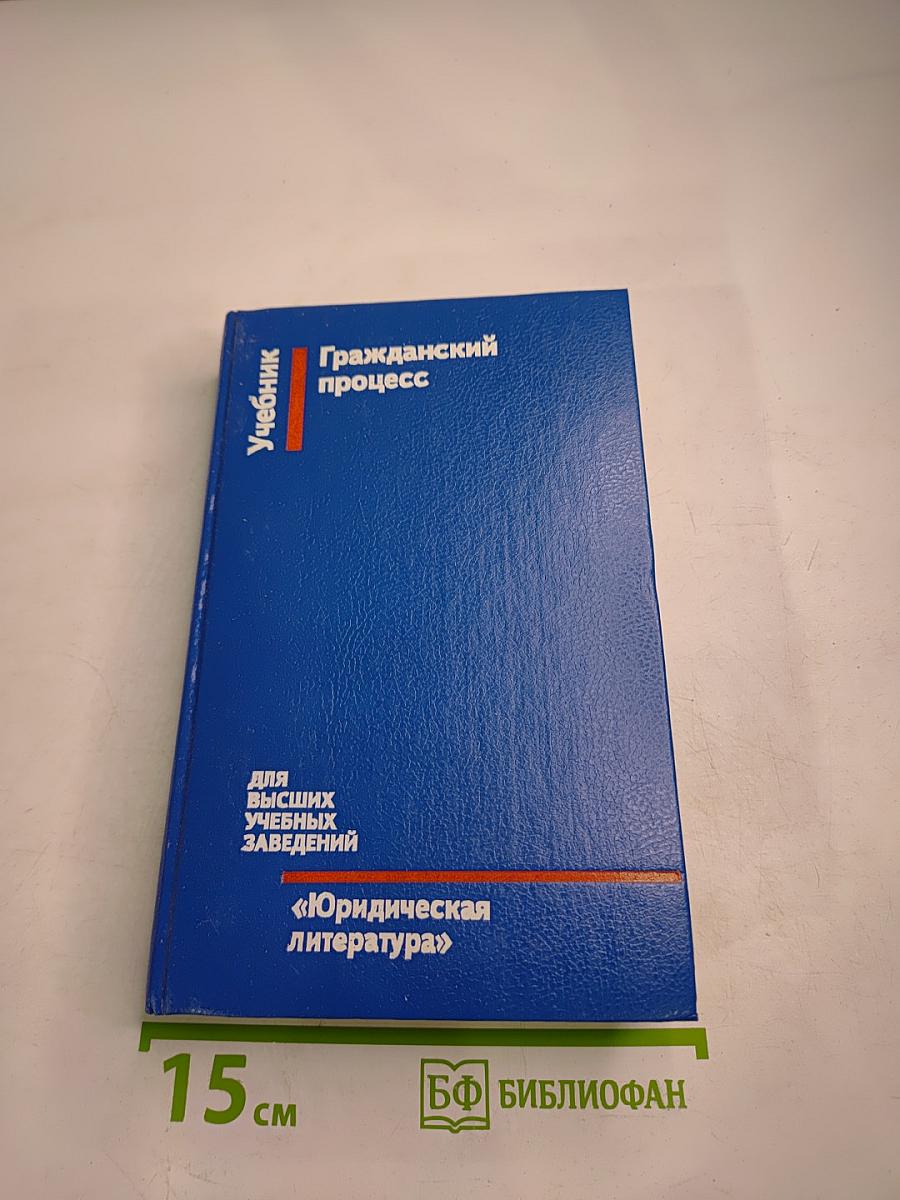 Учебник
Гражданский
процесс
ДЛЯ
ВЫСШИХ
УЧЕБНЫХ
ЗАВЕДЕНИЙ
«Юридическая
литература»
15 см
БФ БИБЛИОФАН